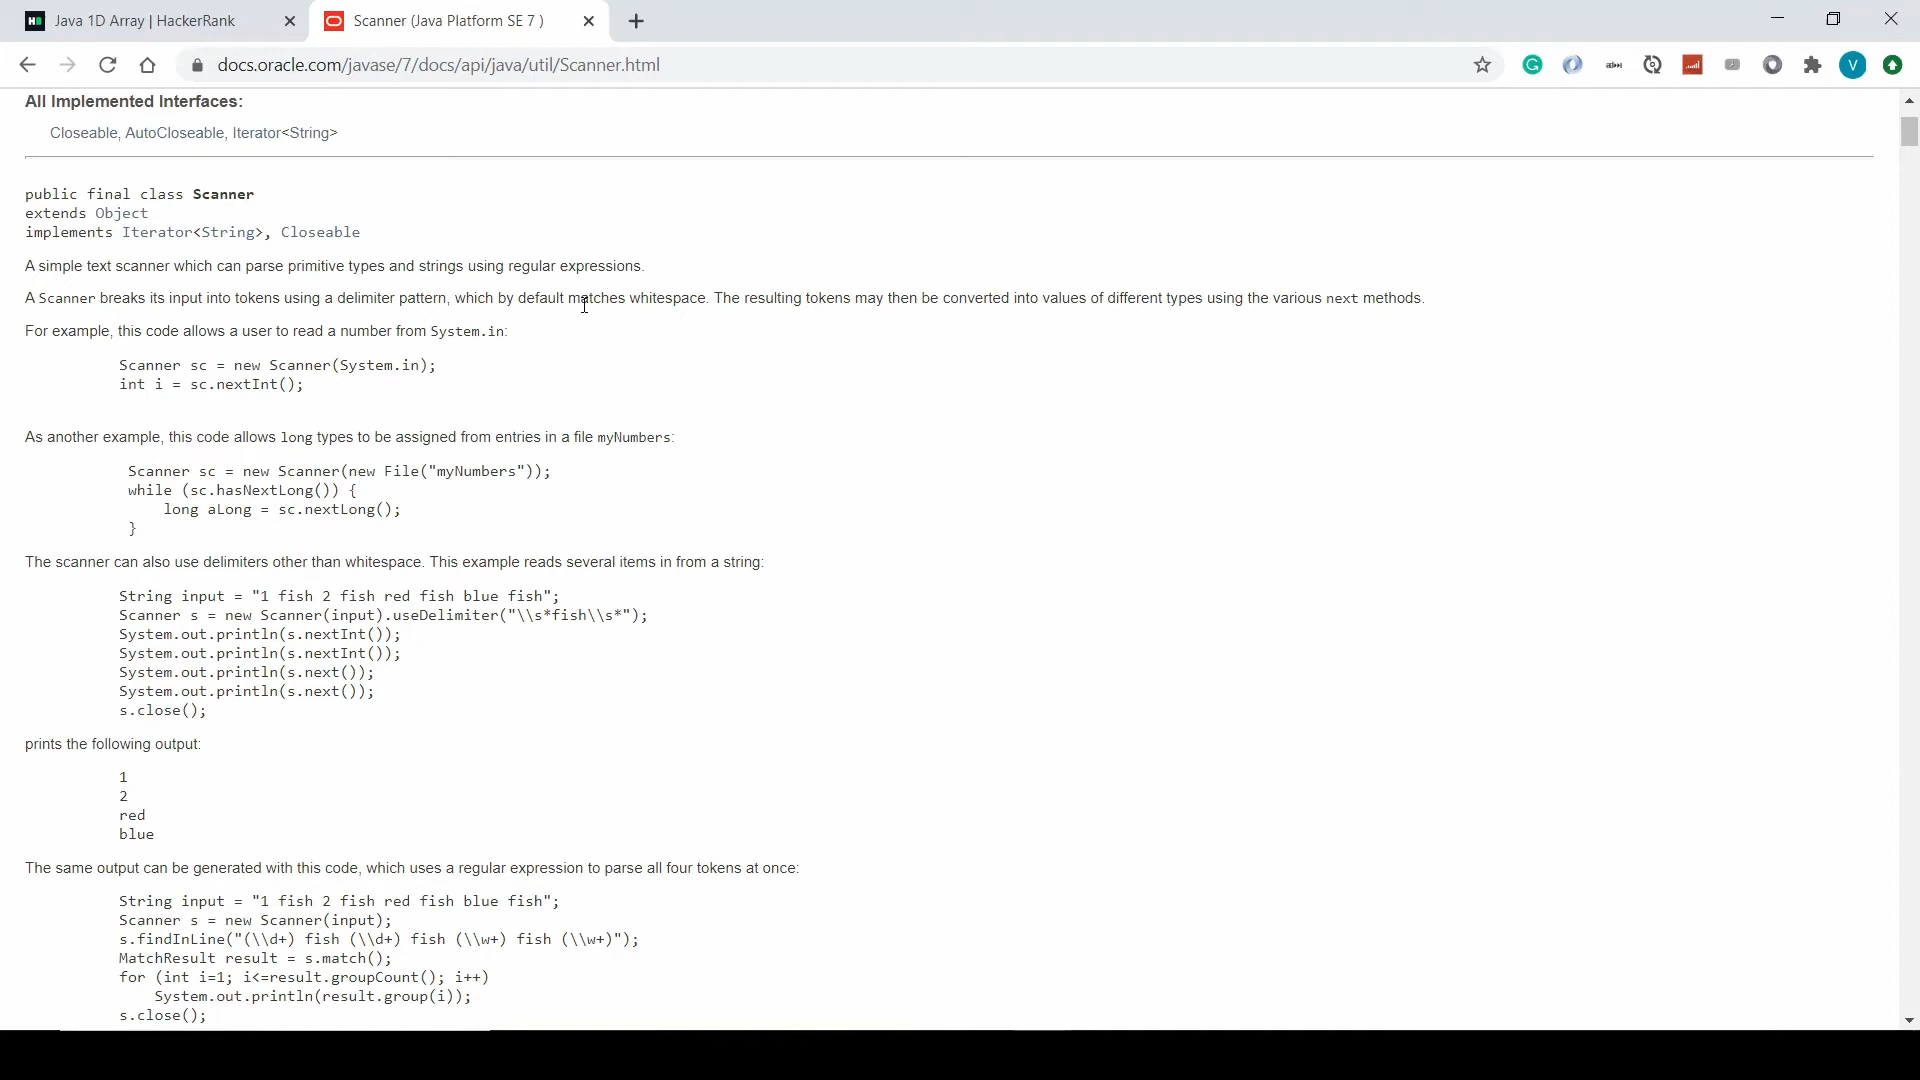 Java 1D Array | HackerRank
Scanner (Java Platform SE 7 )
docs.oracle.com/javase/7/docs/api/java/util/Scanner.html
V
All Implemented Interfaces:
Closeable, AutoCloseable, Iterator<String>
public final class Scanner
extends Object
implements Iterator<String>, Closeable
A simple text scanner which can parse primitive types and strings using regular expressions.
A Scanner breaks its input into tokens using a delimiter pattern, which by default matches whitespace. The resulting tokens may then be converted into values of different types using the various next methods.
For example, this code allows a user to read a number from System.in:
Scanner sc = new Scanner(System.in);
int i = sc.nextInt();
As another example, this code allows long types to be assigned from entries in a file myNumbers:
Scanner sc = new Scanner(new File("myNumbers"));
while (sc.hasNextLong()) {
long aLong = sc.nextLong();
}
The scanner can also use delimiters other than whitespace. This example reads several items in from a string:
String input = "1 fish 2 fish red fish blue fish";
Scanner s = new Scanner(input).useDelimiter("\\s*fish\\s*");
System.out.println(s.nextInt());
System.out.println(s.nextInt());
System.out.println(s.next());
System.out.println(s.next());
s.close();
prints the following output:
1
2
red
blue
The same output can be generated with this code, which uses a regular expression to parse all four tokens at once:
String input = "1 fish 2 fish red fish blue fish";
Scanner s = new Scanner(input);
s.findInLine("(\\d+) fish (\\d+) fish (\\w+) fish (\\w+)");
MatchResult result = s.match();
for (int i=1; i<=result.groupCount(); i++)
System.out.println(result.group(i));
s.close();